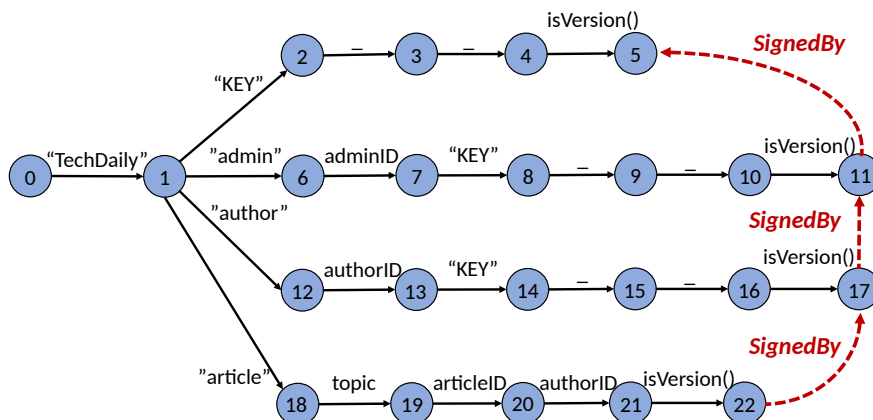 isVersion()
SignedBy
2 _ 3 _ 4 5
“KEY”
“TechDaily” ”admin” adminID “KEY” _ _ isVersion()
0 1 6 7 8 9 10 11
”author”
SignedBy
authorID “KEY” _ _ isVersion()
12 13 14 15 16 17
SignedBy
”article” topic articleID authorID isVersion()
18 19 20 21 22